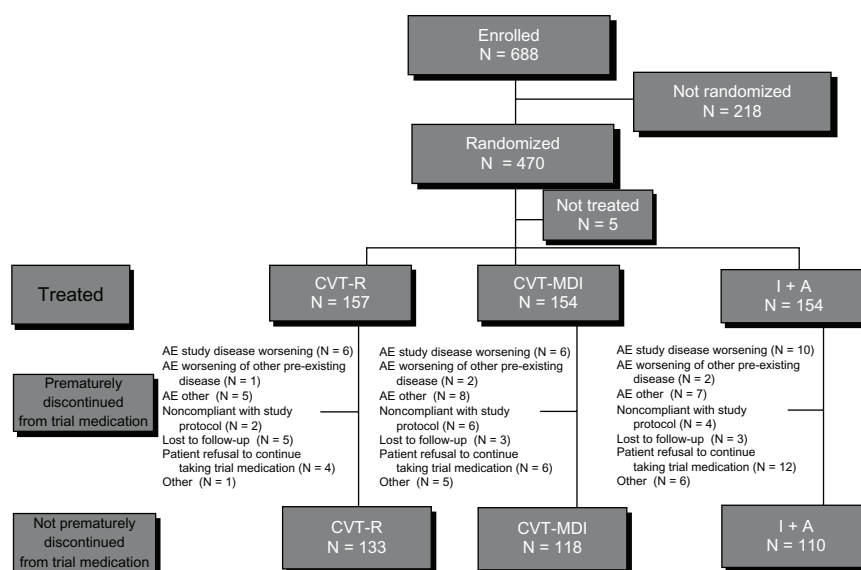 Enrolled
N = 688
Not randomized
N = 218
Randomized
N = 470
Not treated
N = 5
Treated
CVT-R
N = 157
CVT-MDI
N = 154
I + A
N = 154
Prematurely
discontinued
from trial medication
AE study disease worsening (N = 6)
AE worsening of other pre-existing
disease (N = 1)
AE other (N = 5)
Noncompliant with study
protocol (N = 2)
Lost to follow-up (N = 5)
Patient refusal to continue
taking trial medication (N = 4)
Other (N = 1)
AE study disease worsening (N = 6)
AE worsening of other pre-existing
disease (N = 2)
AE other (N = 8)
Noncompliant with study
protocol (N = 6)
Lost to follow-up (N = 3)
Patient refusal to continue
taking trial medication (N = 6)
Other (N = 5)
AE study disease worsening (N = 10)
AE worsening of other pre-existing
disease (N = 2)
AE other (N = 7)
Noncompliant with study
protocol (N = 4)
Lost to follow-up (N = 3)
Patient refusal to continue
taking trial medication (N = 12)
Other (N = 6)
Not prematurely
discontinued
from trial medication
CVT-R
N = 133
CVT-MDI
N = 118
I + A
N = 110